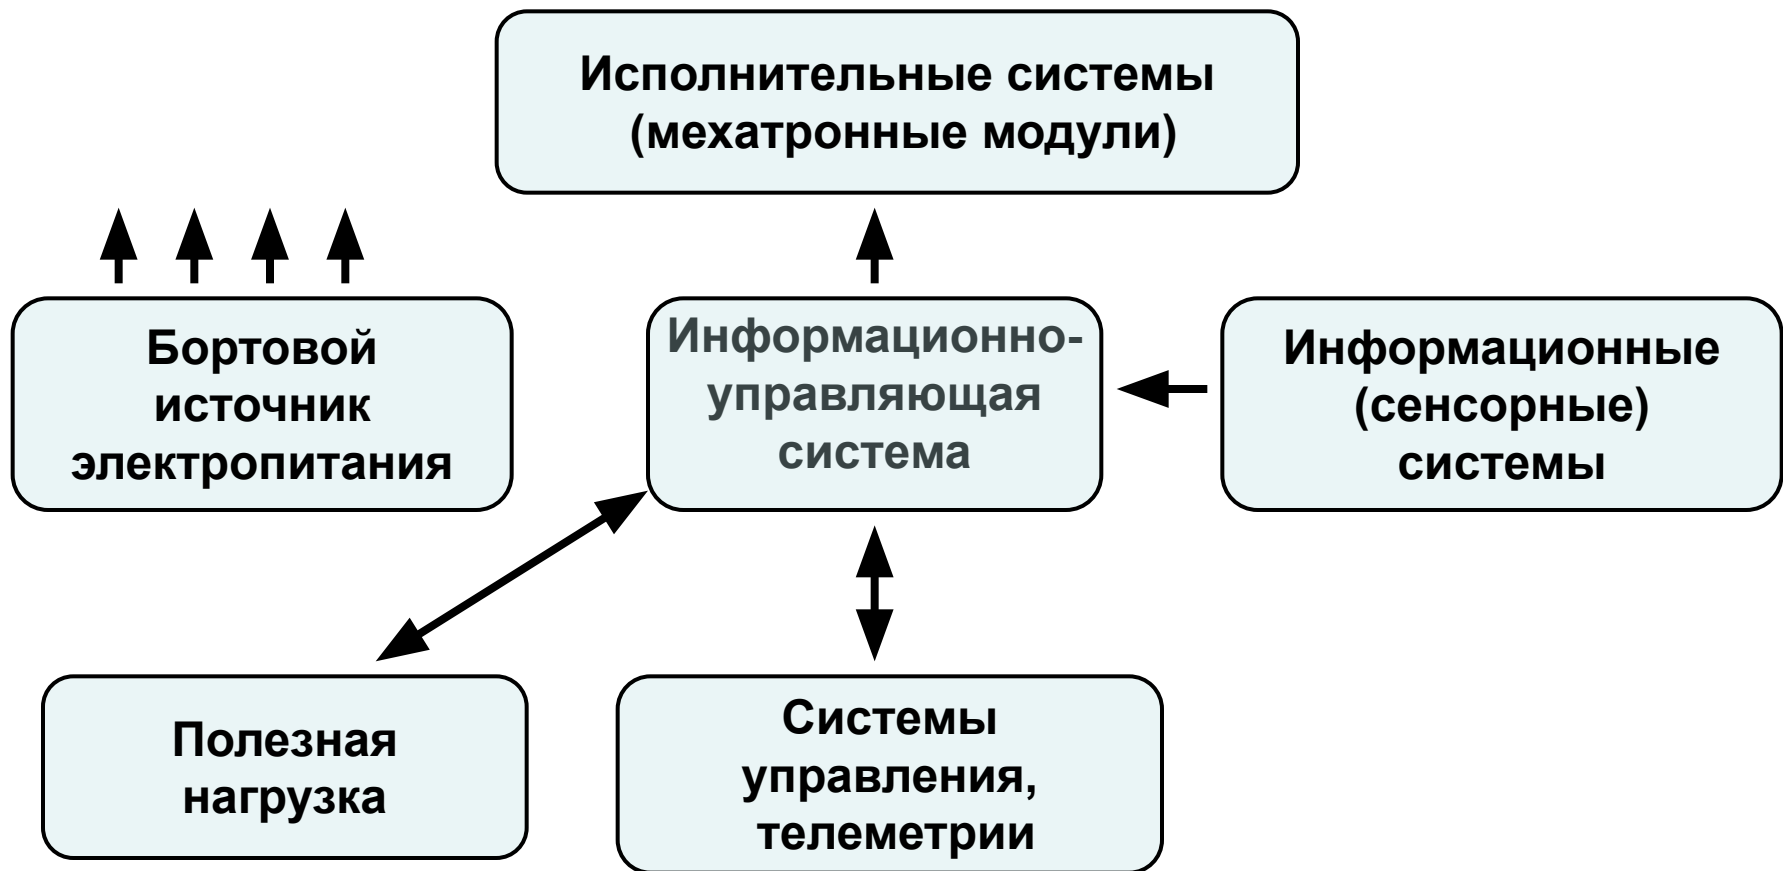 Исполнительные системы
(мехатронные модули)
Бортовой
источник
электропитания
Информационно-
управляющая
система
Информационные
(сенсорные)
системы
Полезная
нагрузка
Системы
управления,
телеметрии